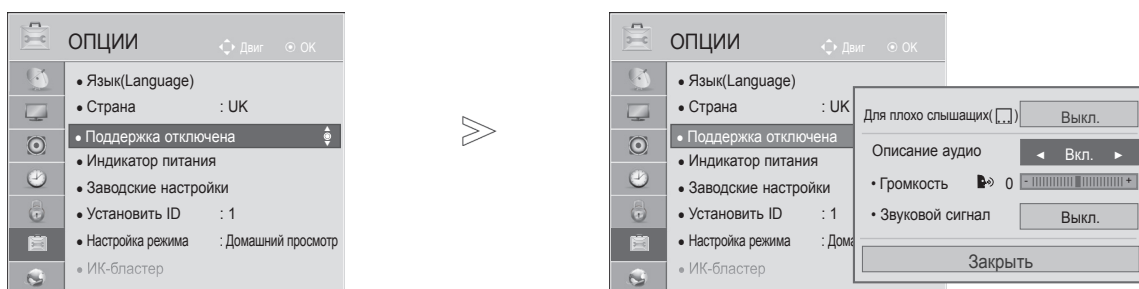 ОПЦИИ Двиг OK
Язык(Language)
Страна : UK
Поддержка отключена
Индикатор питания
Заводские настройки
Установить ID : 1
Настройка режима : Домашний просмотр
ИК-бластер
ОПЦИИ Двиг OK
Язык(Language)
Страна : UK
Поддержка отключена
Индикатор питания
Заводские настройки
Установить ID : 1
Настройка режима : Дома
ИК-бластер
Для плохо слышащих( ) Выкл.
Описание аудио ◄ Вкл. ►
• Громкость 0 - +
• Звуковой сигнал Выкл.
Закрыть